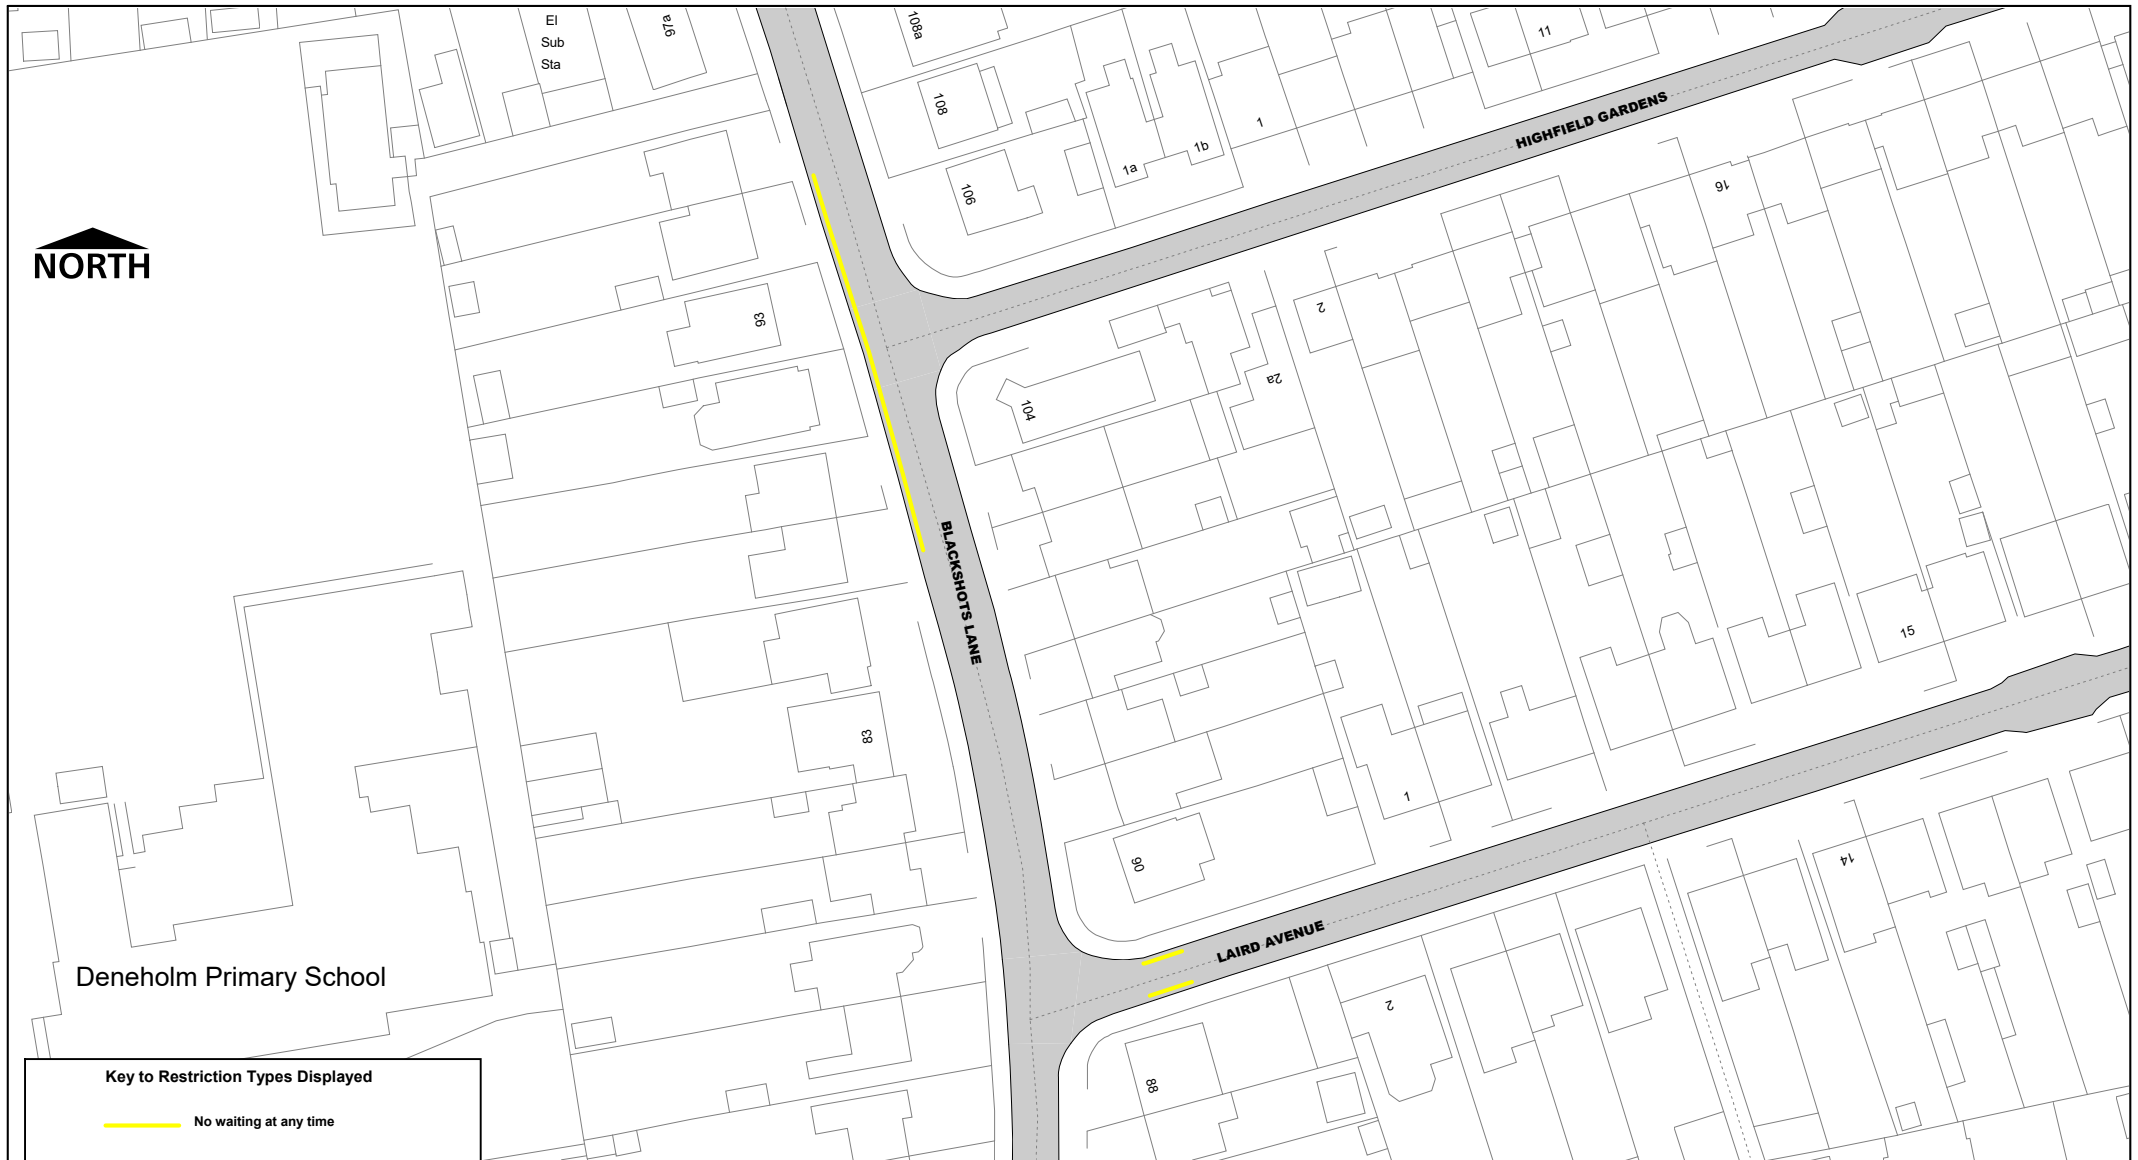 El
Sub
Sta
97a
108a
11
108
1
1b
1a
106
HIGHFIELD GARDENS
16
NORTH
93
2
2a
104
BLACKSHOTS LANE
15
83
1
90
14
LAIRD AVENUE
Deneholm Primary School
2
88
Key to Restriction Types Displayed
No waiting at any time